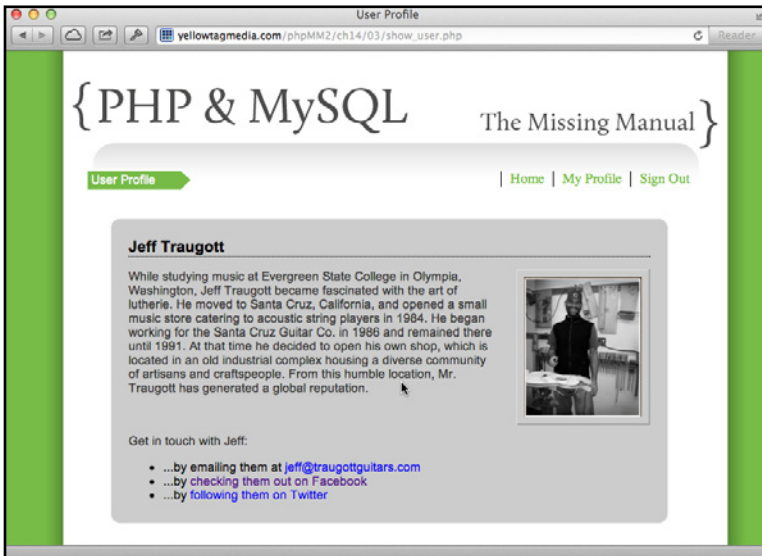 User Profile
yellowtagmedia.com/phpMM2/ch14/03/show_user.php
Reader
{PHP & MySQL
The Missing Manual}
User Profile
| Home | My Profile | Sign Out
Jeff Traugott
While studying music at Evergreen State College in Olympia,
Washington, Jeff Traugott became fascinated with the art of
lutherie. He moved to Santa Cruz, California, and opened a small
music store catering to acoustic string players in 1984. He began
working for the Santa Cruz Guitar Co. in 1986 and remained there
until 1991. At that time he decided to open his own shop, which is
located in an old industrial complex housing a diverse community
of artisans and craftspeople. From this humble location, Mr.
Traugott has generated a global reputation.
Get in touch with Jeff:
• ...by emailing them at jeff@traugottguitars.com
• ...by checking them out on Facebook
• ...by following them on Twitter